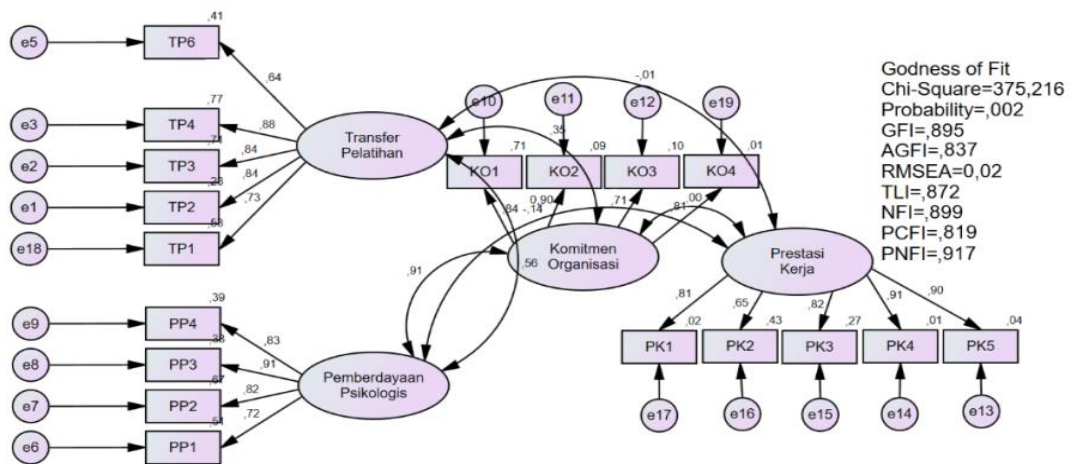 ,41
e5
TP6
,64
,77
e3
TP4
,88
,71
e2
TP3
,84
,28
e1
TP2
,84
,53
e18
TP1
,73
Transfer
Pelatihan
-,01
e10
e11
e12
e19
,35
,71
,09
,10
,01
KO1
KO2
KO3
KO4
,84
-,14
0,90
,71
,81
,00
Komitmen
Organisasi
,56
,91
Prestasi
Kerja
,81
,65
,82
,91
,90
,02
,43
,27
,01
,04
PK1
PK2
PK3
PK4
PK5
e17
e16
e15
e14
e13
,39
e9
PP4
,83
,33
e8
PP3
,91
,67
e7
PP2
,82
,51
e6
PP1
,72
Pemberdayaan
Psikologis
Godness of Fit
Chi-Square=375,216
Probability=,002
GFI=,895
AGFI=,837
RMSEA=0,02
TLI=,872
NFI=,899
PCFI=,819
PNFI=,917